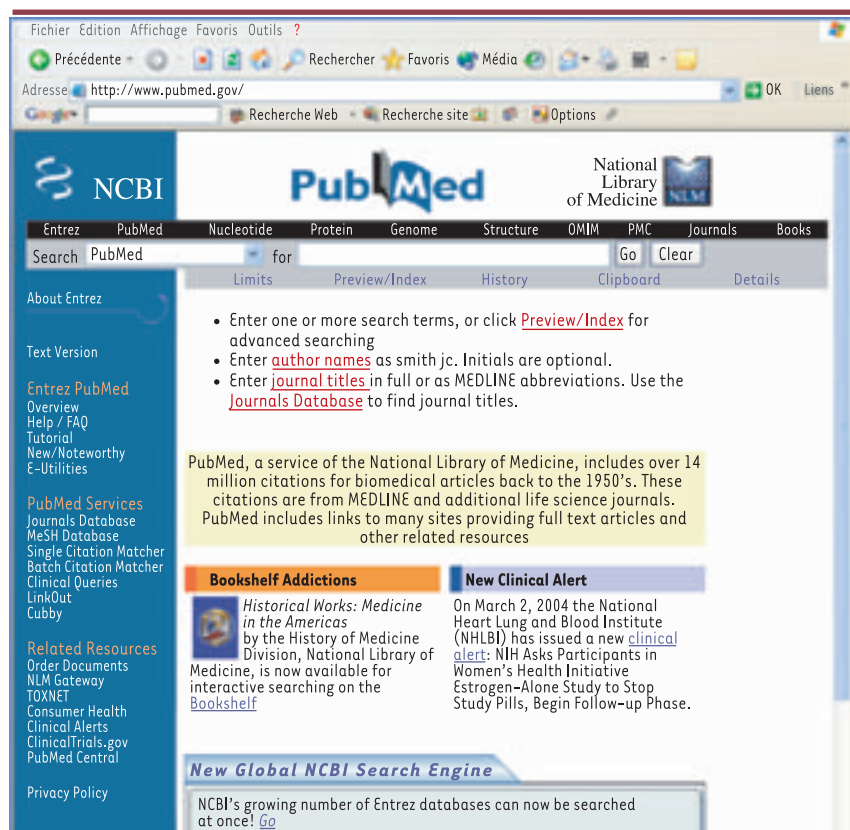 Fichier Edition Affichage Favoris Outils ?
Précédente Rechercher Favoris Média
Adresse http://www.pubmed.gov/ OK Liens "
Google Recherche Web Recherche site Options
NCBI PubMed National
Library
of Medicine NLM
Entrez PubMed Nucleotide Protein Genome Structure OMIM PMC Journals Books
Search PubMed for Go Clear
Limits Preview/Index History Clipboard Details
About Entrez
Text Version
Entrez PubMed
Overview
Help / FAQ
Tutorial
New/Noteworthy
E-Utilities
PubMed Services
Journals Database
MeSH Database
Single Citation Matcher
Batch Citation Matcher
Clinical Queries
LinkOut
Cubby
Related Resources
Order Documents
NLM Gateway
TOXNET
Consumer Health
Clinical Alerts
ClinicalTrials.gov
PubMed Central
Privacy Policy
• Enter one or more search terms, or click Preview/Index for
advanced searching
• Enter author names as smith jc. Initials are optional.
• Enter journal titles in full or as MEDLINE abbreviations. Use the
Journals Database to find journal titles.
PubMed, a service of the National Library of Medicine, includes over 14
million citations for biomedical articles back to the 1950's. These
citations are from MEDLINE and additional life science journals.
PubMed includes links to many sites providing full text articles and
other related resources
Bookshelf Addictions
Historical Works: Medicine
in the Americas
by the History of Medicine
Division, National Library of
Medicine, is now available for
interactive searching on the
Bookshelf
New Clinical Alert
On March 2, 2004 the National
Heart Lung and Blood Institute
(NHLBI) has issued a new clinical
alert: NIH Asks Participants in
Women's Health Initiative
Estrogen-Alone Study to Stop
Study Pills, Begin Follow-up Phase.
New Global NCBI Search Engine
NCBI's growing number of Entrez databases can now be searched
at once! Go